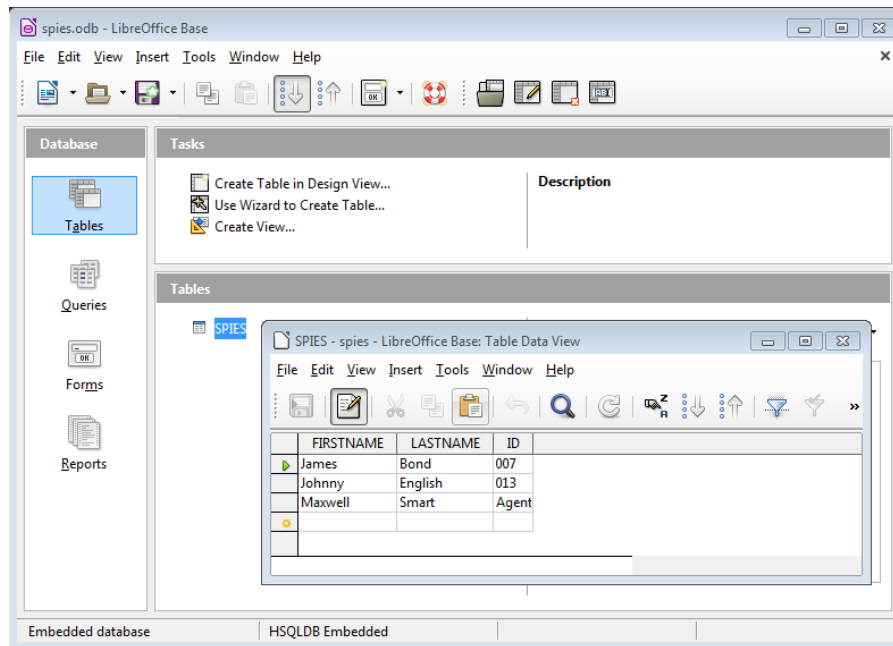 spies.odb - LibreOffice Base
File Edit View Insert Tools Window Help
Database
Tables
Queries
Forms
Reports
Tasks
Create Table in Design View...
Use Wizard to Create Table...
Create View...
Description
Tables
SPIES
SPIES - spies - LibreOffice Base: Table Data View
File Edit View Insert Tools Window Help
FIRSTNAME LASTNAME ID
James Bond 007
Johnny English 013
Maxwell Smart Agent
Embedded database HSQLDB Embedded